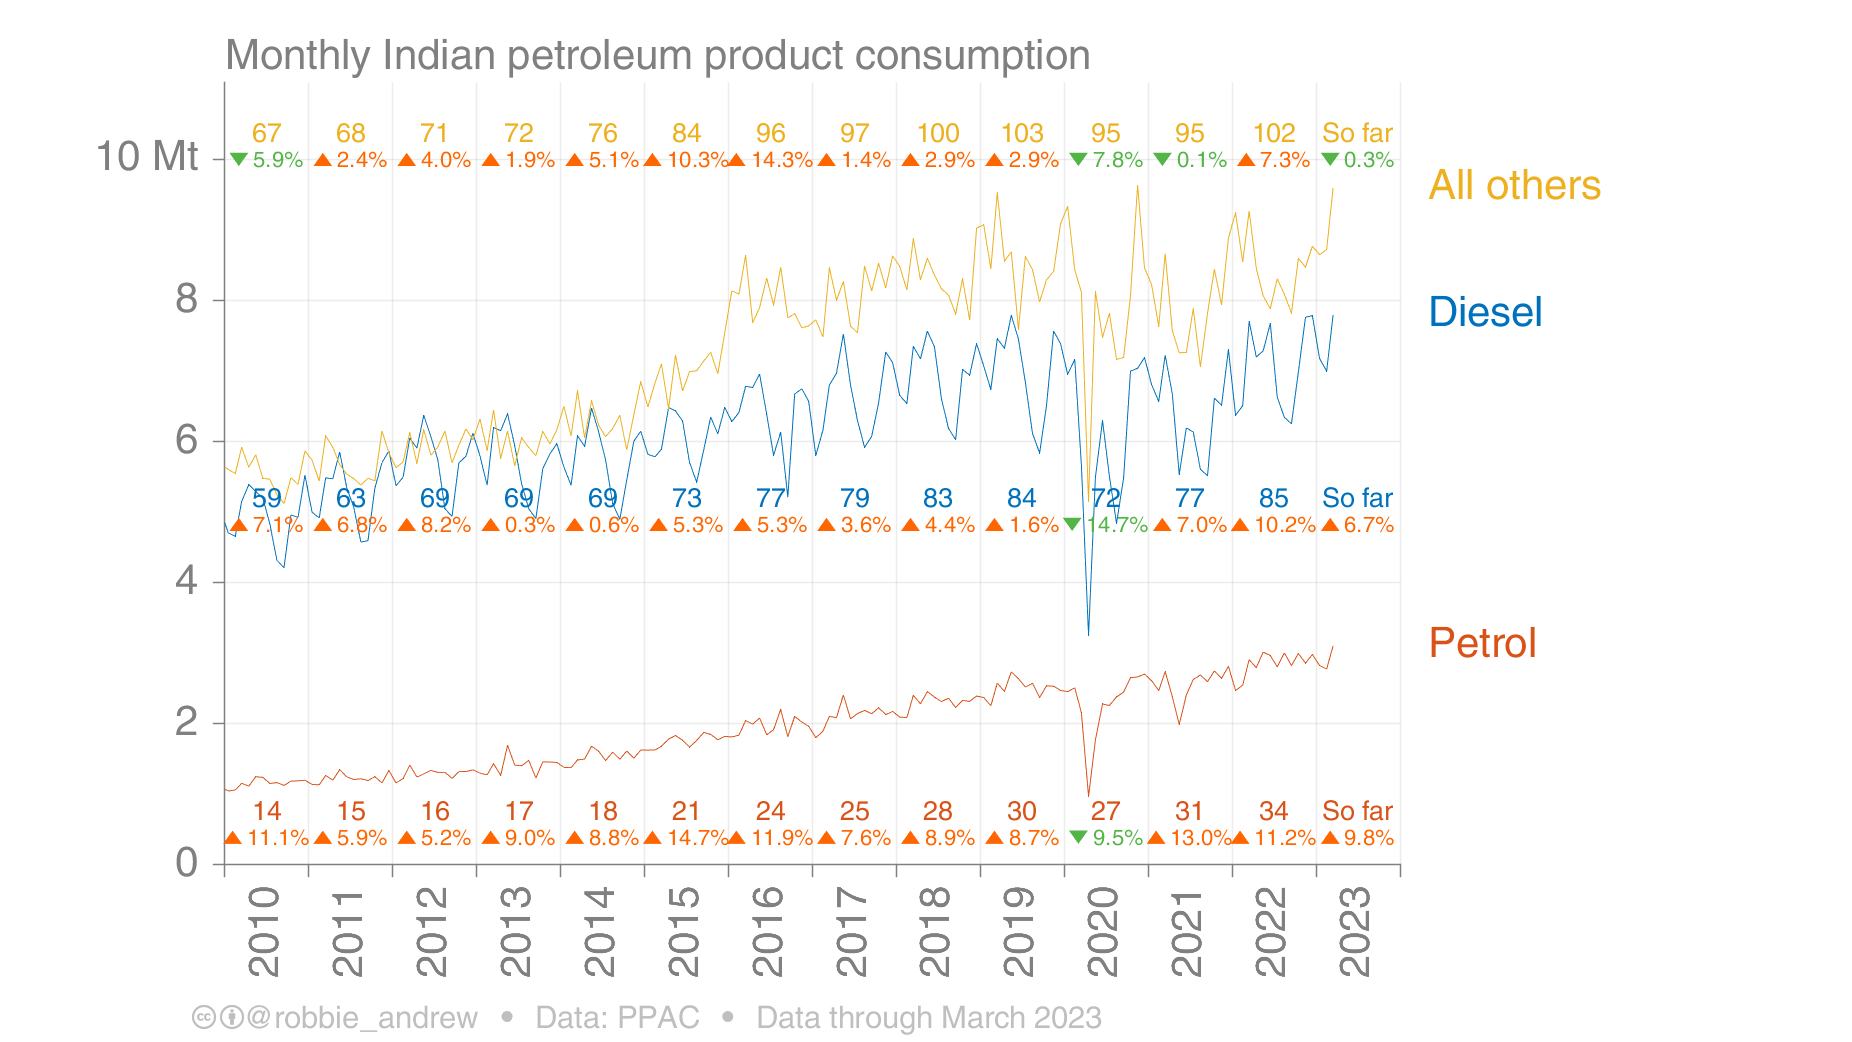 Monthly Indian petroleum product consumption
67 68 71 72 76 84 96 97 100 103 95 95 102 So far
10 Mt ▼ 5.9% ▲ 2.4% ▲ 4.0% ▲ 1.9% ▲ 5.1% ▲ 10.3% ▲ 14.3% ▲ 1.4% ▲ 2.9% ▲ 2.9% ▼ 7.8% ▼ 0.1% ▲ 7.3% ▼ 0.3%
All others
8
Diesel
6
59 63 69 69 69 73 77 79 83 84 72 77 85 So far
▲ 7.1% ▲ 6.8% ▲ 8.2% ▲ 0.3% ▲ 0.6% ▲ 5.3% ▲ 5.3% ▲ 3.6% ▲ 4.4% ▲ 1.6% ▼ 14.7% ▲ 7.0% ▲ 10.2% ▲ 6.7%
4
Petrol
2
14 15 16 17 18 21 24 25 28 30 27 31 34 So far
▲ 11.1% ▲ 5.9% ▲ 5.2% ▲ 9.0% ▲ 8.8% ▲ 14.7% ▲ 11.9% ▲ 7.6% ▲ 8.9% ▲ 8.7% ▼ 9.5% ▲ 13.0% ▲ 11.2% ▲ 9.8%
0
2010 2011 2012 2013 2014 2015 2016 2017 2018 2019 2020 2021 2022 2023
@robbie_andrew • Data: PPAC • Data through March 2023